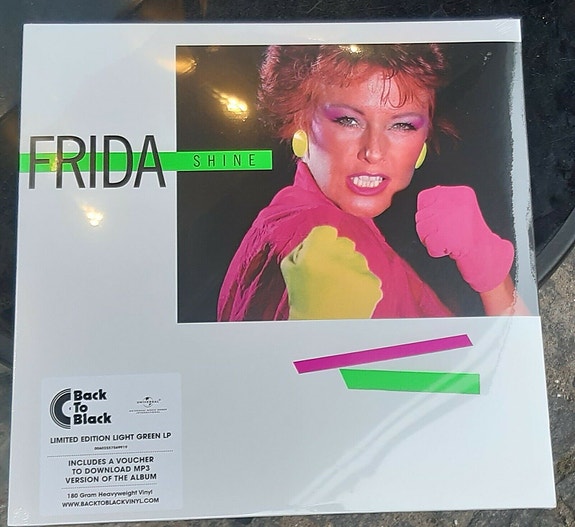 FRIDA
SHINE
Back
To
Black
UNIVERSAL
LIMITED EDITION LIGHT GREEN LP
INCLUDES A VOUCHER
TO DOWNLOAD MP3
VERSION OF THE ALBUM
180 Gram Heavyweight Vinyl
WWW.BACKTOBLACKVINYL.COM